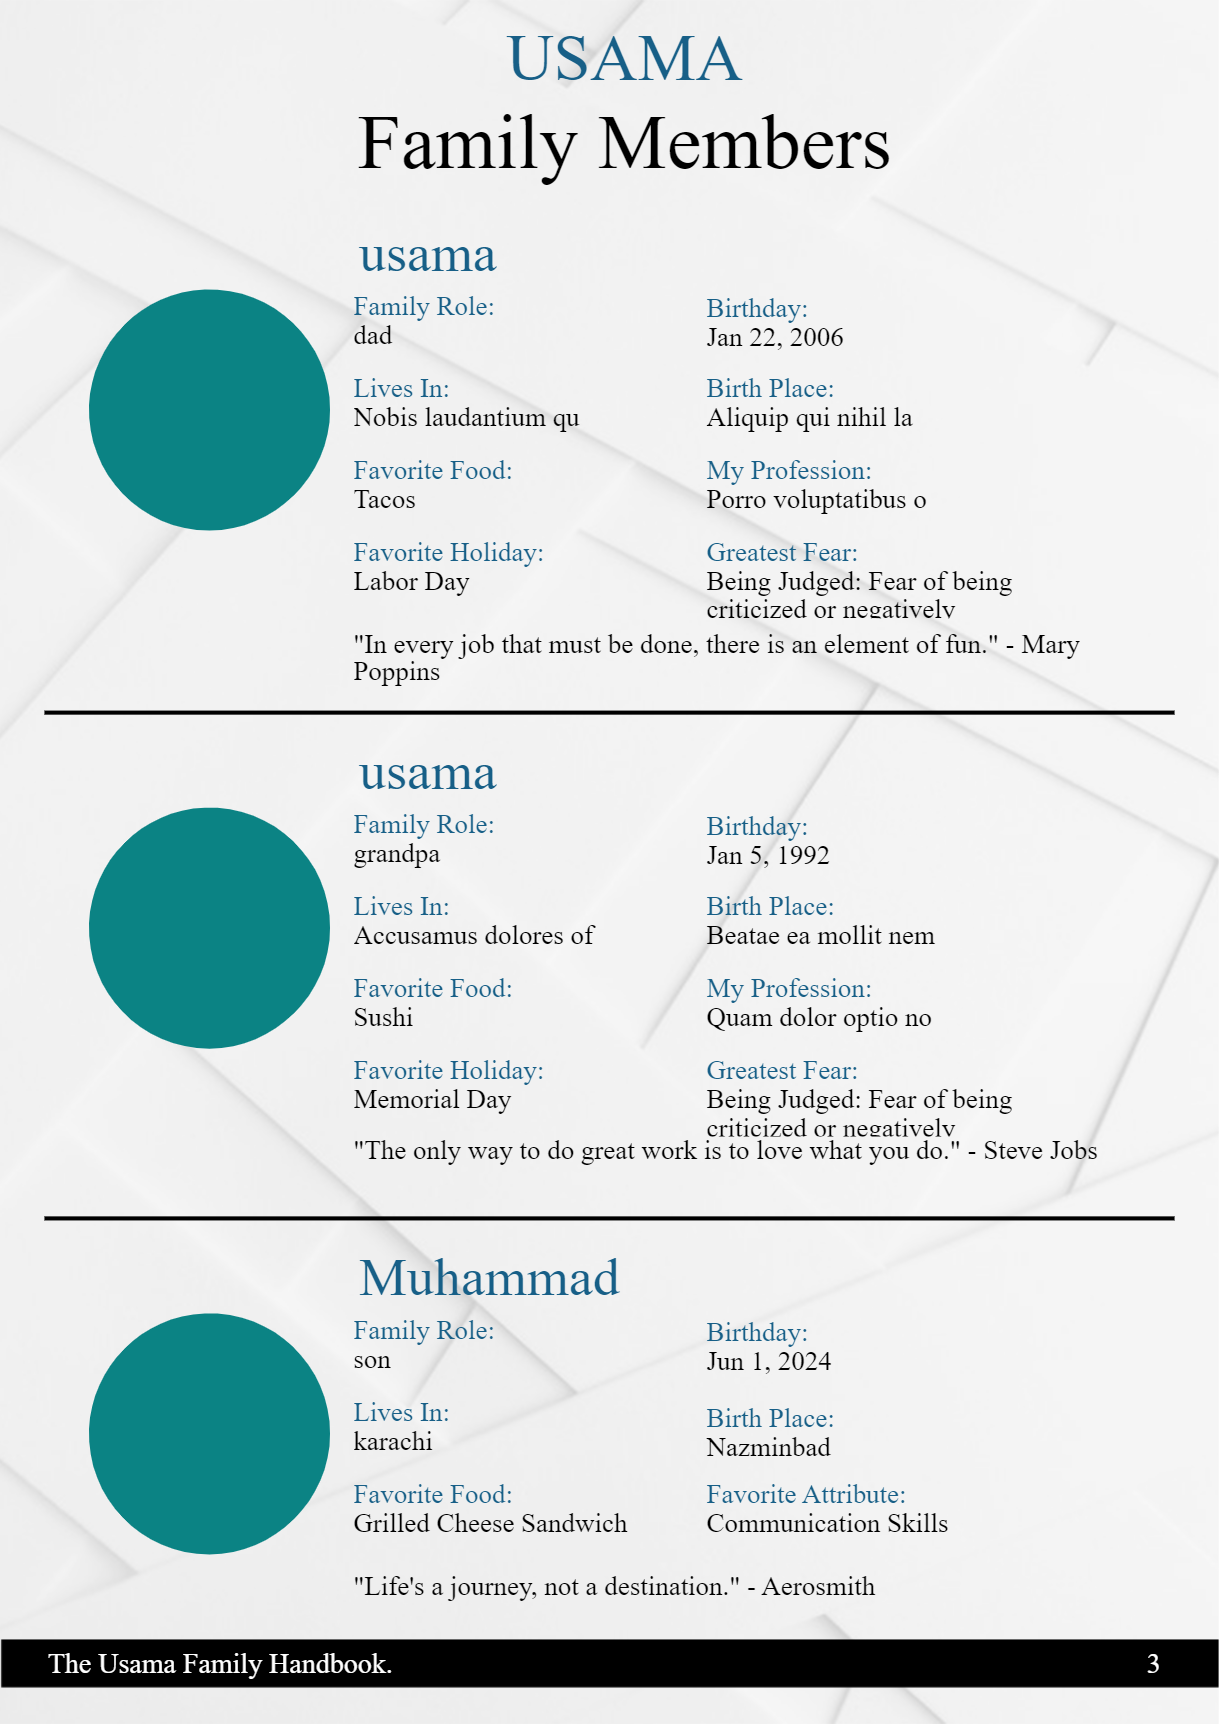 USAMA
Family Members
usama
Family Role:
dad
Birthday:
Jan 22, 2006
Lives In:
Nobis laudantium qu
Birth Place:
Aliquip qui nihil la
Favorite Food:
Tacos
My Profession:
Porro voluptatibus o
Favorite Holiday:
Labor Day
Greatest Fear:
Being Judged: Fear of being
criticized or negatively
"In every job that must be done, there is an element of fun." - Mary
Poppins
usama
Family Role:
grandpa
Birthday:
Jan 5, 1992
Lives In:
Accusamus dolores of
Birth Place:
Beatae ea mollit nem
Favorite Food:
Sushi
My Profession:
Quam dolor optio no
Favorite Holiday:
Memorial Day
Greatest Fear:
Being Judged: Fear of being
criticized or negatively
"The only way to do great work is to love what you do." - Steve Jobs
Muhammad
Family Role:
son
Birthday:
Jun 1, 2024
Lives In:
karachi
Birth Place:
Nazminbad
Favorite Food:
Grilled Cheese Sandwich
Favorite Attribute:
Communication Skills
"Life's a journey, not a destination." - Aerosmith
The Usama Family Handbook.
3